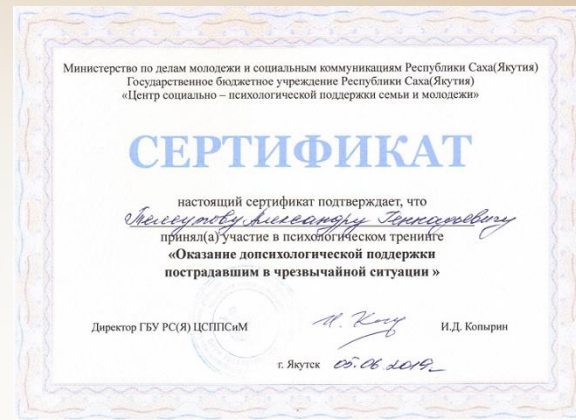 Министерство по делам молодежи и социальным коммуникациям Республики Саха(Якутия)
Государственное бюджетное учреждение Республики Саха(Якутия)
«Центр социально – психологической поддержки семьи и молодежи»
СЕРТИФИКАТ
настоящий сертификат подтверждает, что
Александру Геннадьевичу
принял(а) участие в психологическом тренинге
«Оказание допсихологической поддержки
пострадавшим в чрезвычайной ситуации »
Директор ГБУ РС(Я) ЦСППСиМ И.Д. Копырин
г. Якутск 05.06.2019